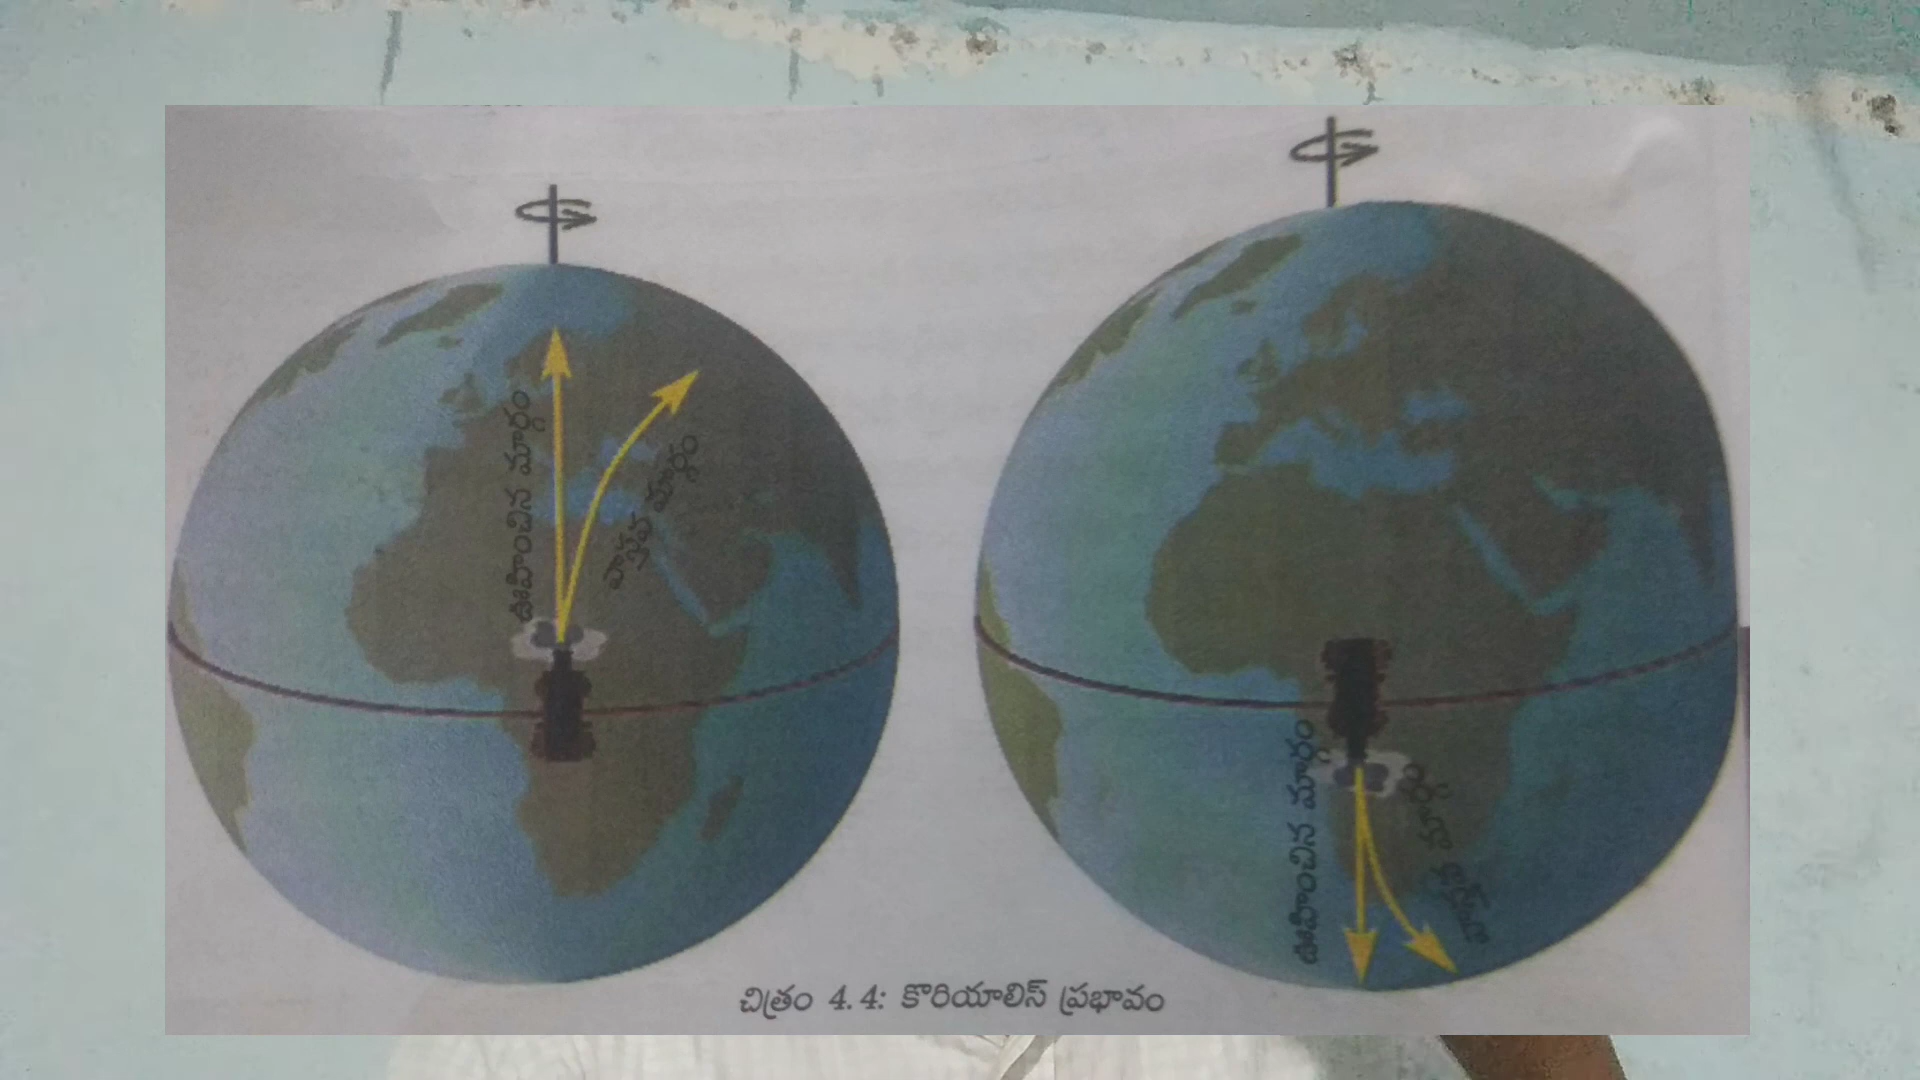 ఊహించిన మార్గం
వాస్తవ మార్గం
ఊహించిన మార్గం
వాస్తవ మార్గం
చిత్రం 4.4: కొరియాలిస్ ప్రభావం